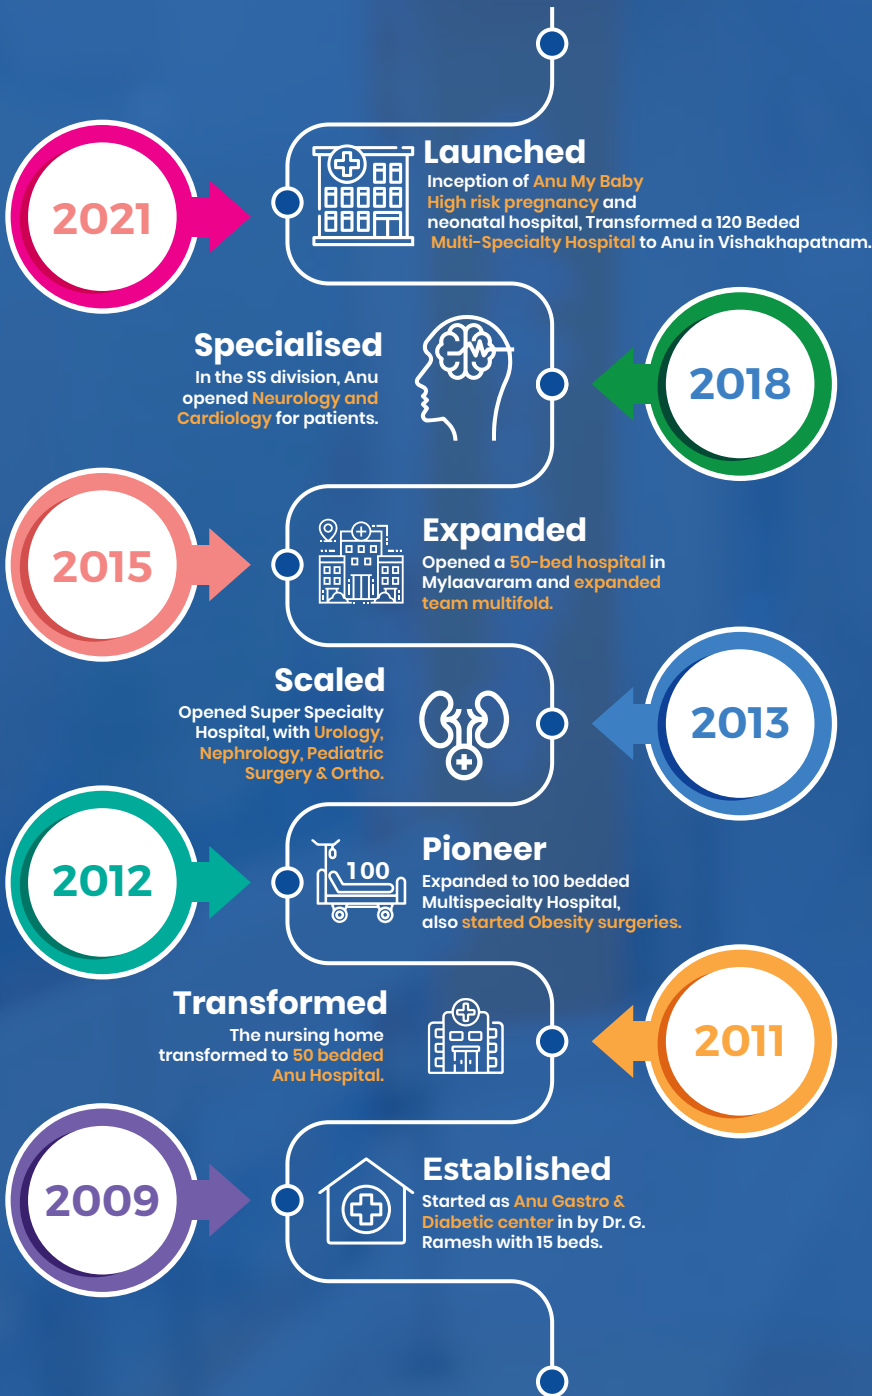 2021
Launched
Inception of Anu My Baby
High risk pregnancy and
neonatal hospital, Transformed a 120 Beded
Multi-Specialty Hospital to Anu in Vishakhapatnam.
Specialised
In the SS division, Anu
opened Neurology and
Cardiology for patients.
2018
2015
Expanded
Opened a 50-bed hospital in
Mylaavaram and expanded
team multifold.
Scaled
Opened Super Specialty
Hospital, with Urology,
Nephrology, Pediatric
Surgery & Ortho.
2013
2012
100
Pioneer
Expanded to 100 bedded
Multispecialty Hospital,
also started Obesity surgeries.
Transformed
The nursing home
transformed to 50 bedded
Anu Hospital.
2011
2009
Established
Started as Anu Gastro &
Diabetic center in by Dr. G.
Ramesh with 15 beds.